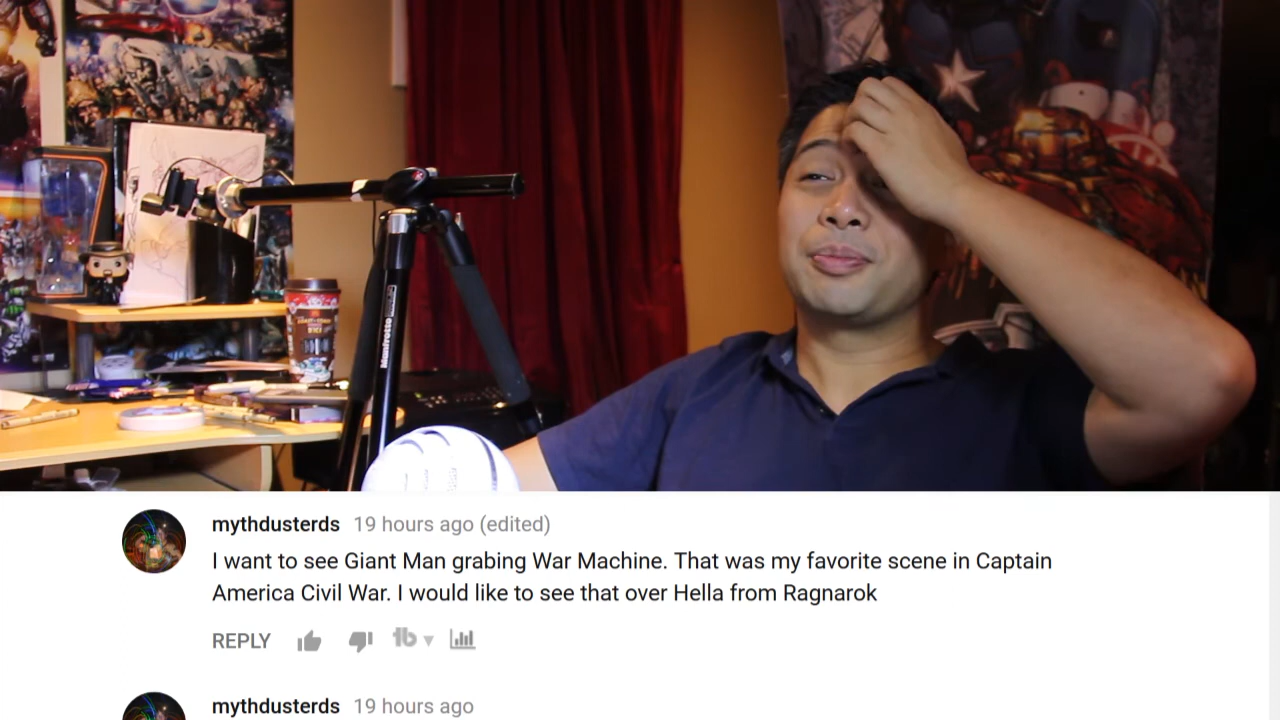 Manfrotto
mythdusterds 19 hours ago (edited)
I want to see Giant Man grabing War Machine. That was my favorite scene in Captain
America Civil War. I would like to see that over Hella from Ragnarok
REPLY
mythdusterds 19 hours ago